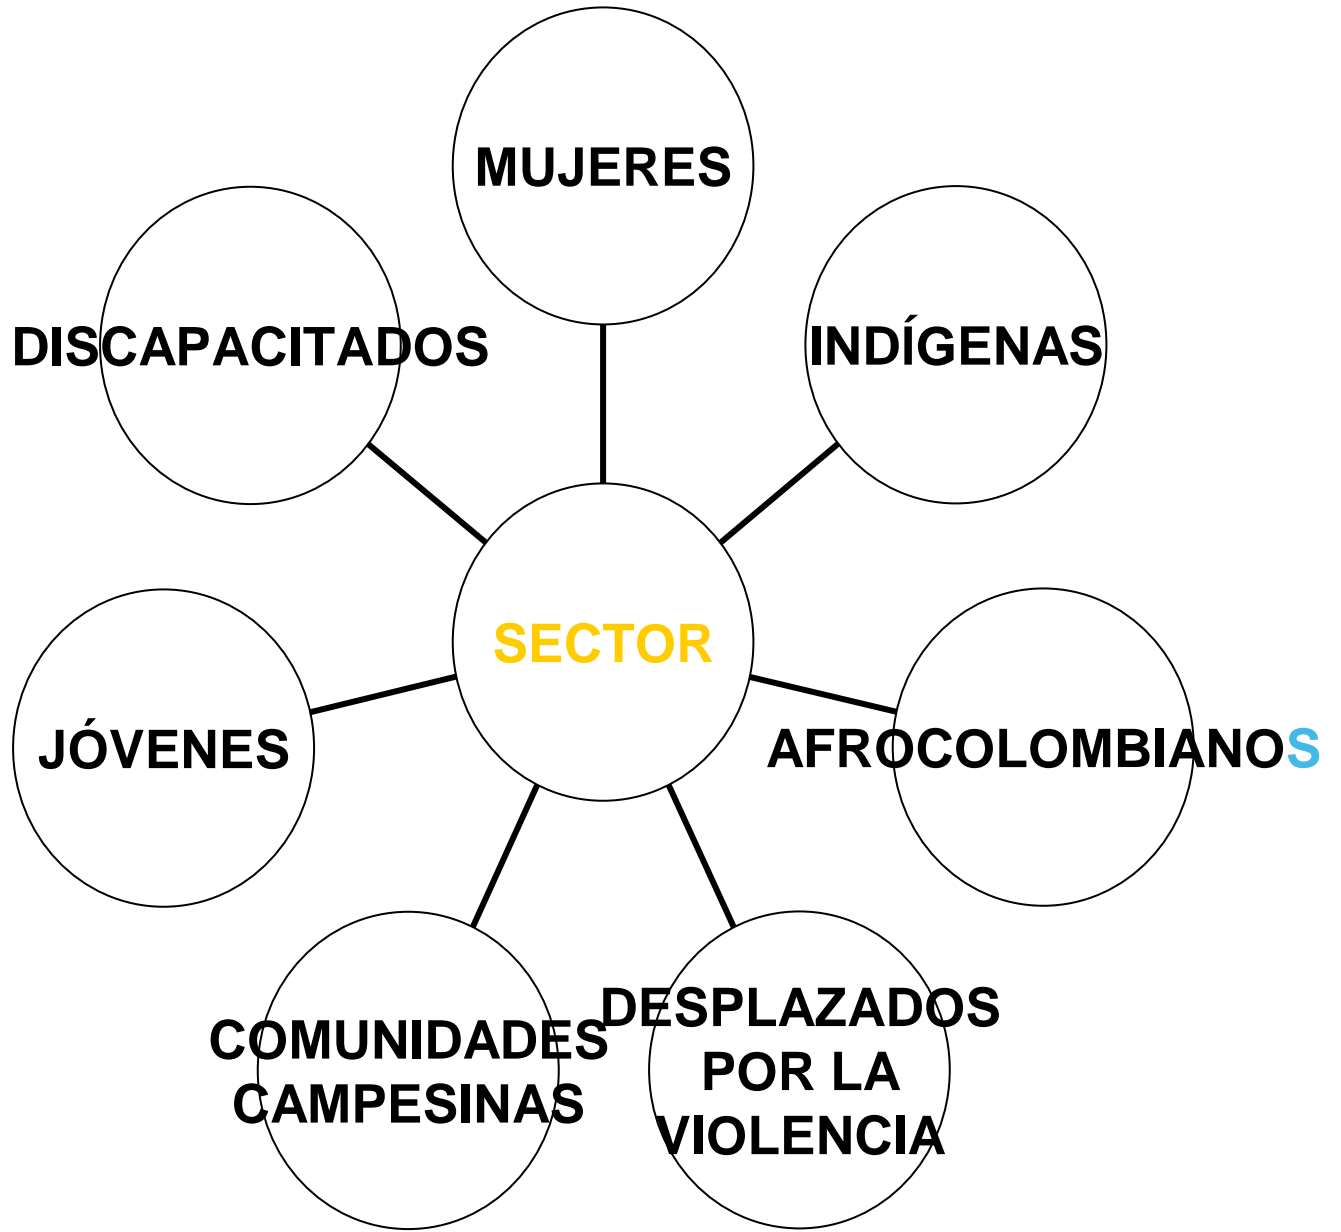 MUJERES
DISCAPACITADOS
INDÍGENAS
SECTOR
JÓVENES
AFROCOLOMBIANOS
COMUNIDADES
CAMPESINAS
DESPLAZADOS
POR LA
VIOLENCIA